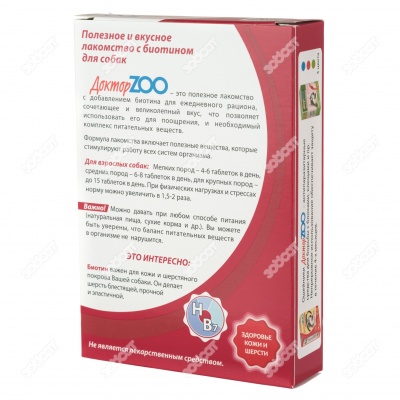 Полезное и вкусное
лакомство с биотином
для собак
ДокторZOO – это полезное лакомство
с добавлением биотина для ежедневного рациона,
сочетающее и великолепный вкус, что позволяет
использовать его для поощрения, и необходимый
комплекс питательных веществ.
Формула лакомства включает полезные вещества, которые
стимулируют работу всех систем организма.
Для взрослых собак: Мелких пород – 4-6 таблеток в день,
средних пород – 6-8 таблеток в день, для крупных пород –
до 15 таблеток в день. При физических нагрузках и стрессах
норму можно увеличить в 1,5-2 раза.
Важно! Можно давать при любом способе питания
(натуральная пища, сухие корма и др.). Вы можете
быть уверены, что баланс питательных веществ
в организме не нарушится.
ЭТО ИНТЕРЕСНО:
Биотин важен для кожи и шерстяного
покрова Вашей собаки. Он делает
шерсть блестящей, прочной
и эластичной.
H
B7
ЗДОРОВЬЕ
КОЖИ И
ШЕРСТИ
Не является лекарственным средством.
Ошейники ДокторZOO